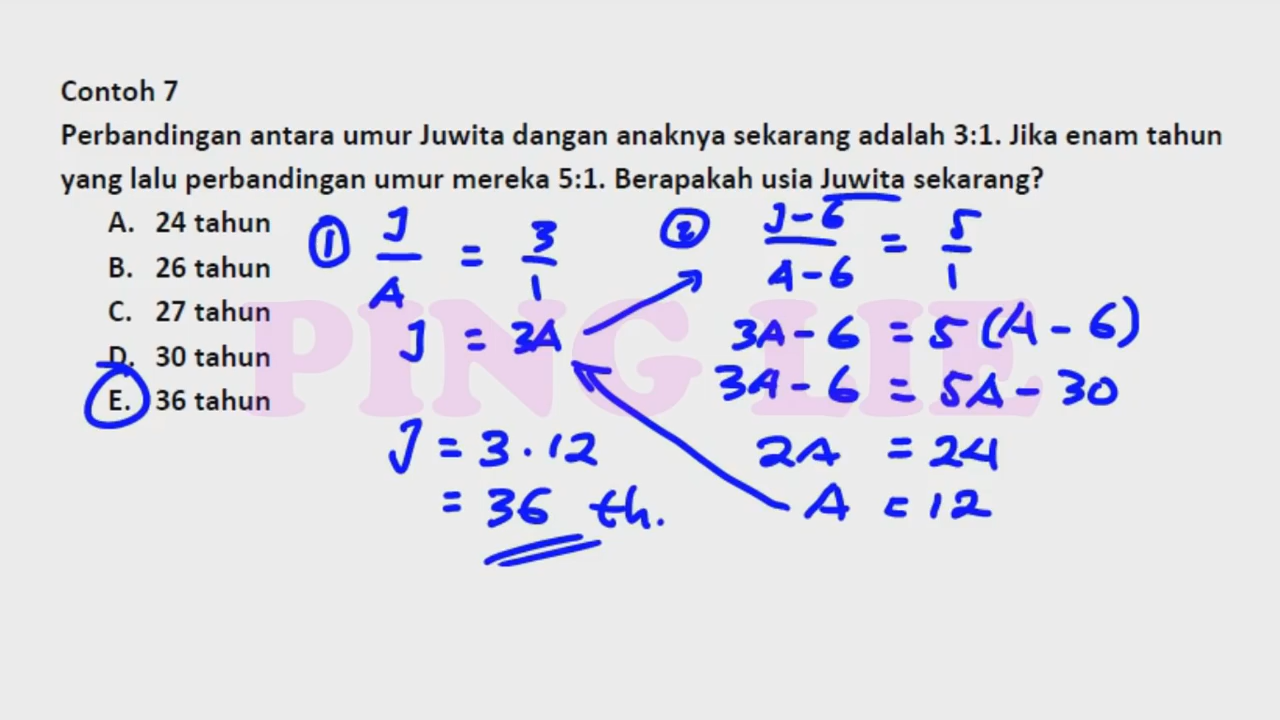 Contoh 7
Perbandingan antara umur Juwita dangan anaknya sekarang adalah 3:1. Jika enam tahun
yang lalu perbandingan umur mereka 5:1. Berapakah usia Juwita sekarang?
A. 24 tahun
B. 26 tahun
C. 27 tahun
D. 30 tahun
E. 36 tahun
PING LIE
① J/A = 3/1
J = 3A
J = 3 . 12
= 36 th.
② J-6/A-6 = 5/1
3A - 6 = 5 (A - 6)
3A - 6 = 5A - 30
2A = 24
A = 12